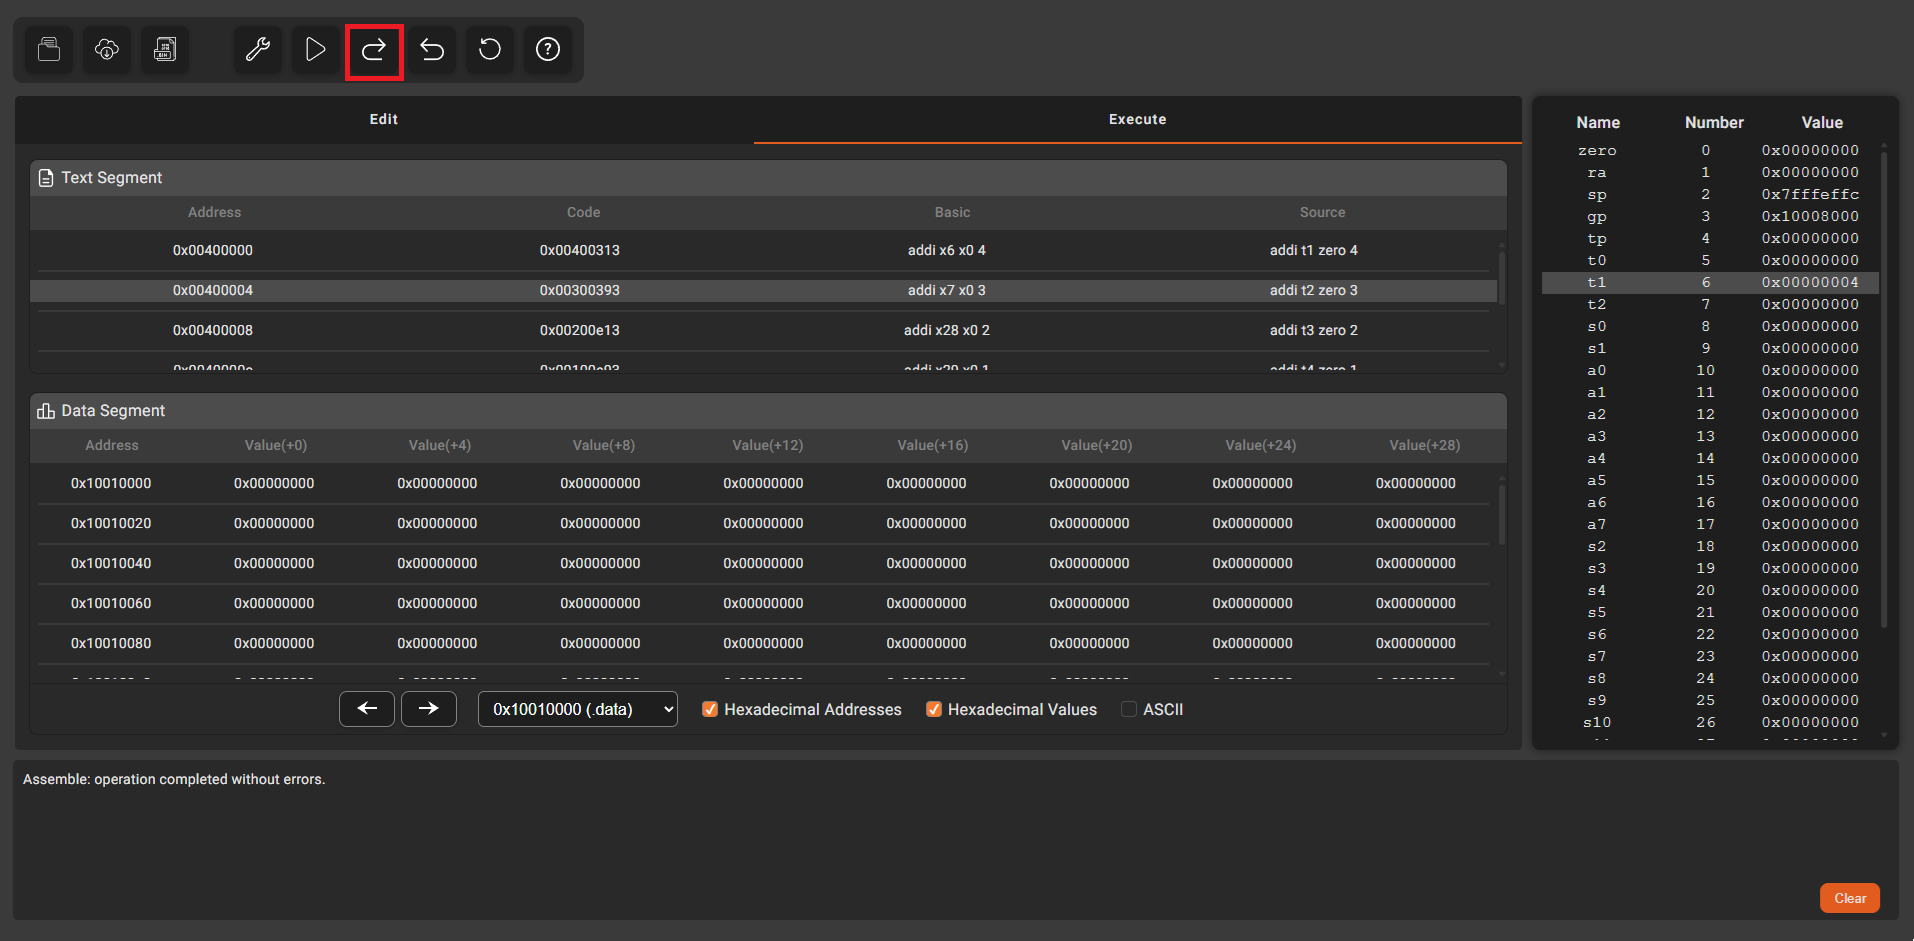 Edit Execute
Text Segment
Address Code Basic Source
0x00400000 0x00400313 addi x6 x0 4 addi t1 zero 4
0x00400004 0x00300393 addi x7 x0 3 addi t2 zero 3
0x00400008 0x00200e13 addi x28 x0 2 addi t3 zero 2
0x0040000c 0x00100e93 addi x29 x0 1 addi t4 zero 1
Data Segment
Address Value(+0) Value(+4) Value(+8) Value(+12) Value(+16) Value(+20) Value(+24) Value(+28)
0x10010000 0x00000000 0x00000000 0x00000000 0x00000000 0x00000000 0x00000000 0x00000000 0x00000000
0x10010020 0x00000000 0x00000000 0x00000000 0x00000000 0x00000000 0x00000000 0x00000000 0x00000000
0x10010040 0x00000000 0x00000000 0x00000000 0x00000000 0x00000000 0x00000000 0x00000000 0x00000000
0x10010060 0x00000000 0x00000000 0x00000000 0x00000000 0x00000000 0x00000000 0x00000000 0x00000000
0x10010080 0x00000000 0x00000000 0x00000000 0x00000000 0x00000000 0x00000000 0x00000000 0x00000000
0x10010000 (.data) Hexadecimal Addresses Hexadecimal Values ASCII
Name Number Value
zero 0 0x00000000
ra 1 0x00000000
sp 2 0x7fffeffc
gp 3 0x10008000
tp 4 0x00000000
t0 5 0x00000000
t1 6 0x00000004
t2 7 0x00000000
s0 8 0x00000000
s1 9 0x00000000
a0 10 0x00000000
a1 11 0x00000000
a2 12 0x00000000
a3 13 0x00000000
a4 14 0x00000000
a5 15 0x00000000
a6 16 0x00000000
a7 17 0x00000000
s2 18 0x00000000
s3 19 0x00000000
s4 20 0x00000000
s5 21 0x00000000
s6 22 0x00000000
s7 23 0x00000000
s8 24 0x00000000
s9 25 0x00000000
s10 26 0x00000000
Assemble: operation completed without errors.
Clear